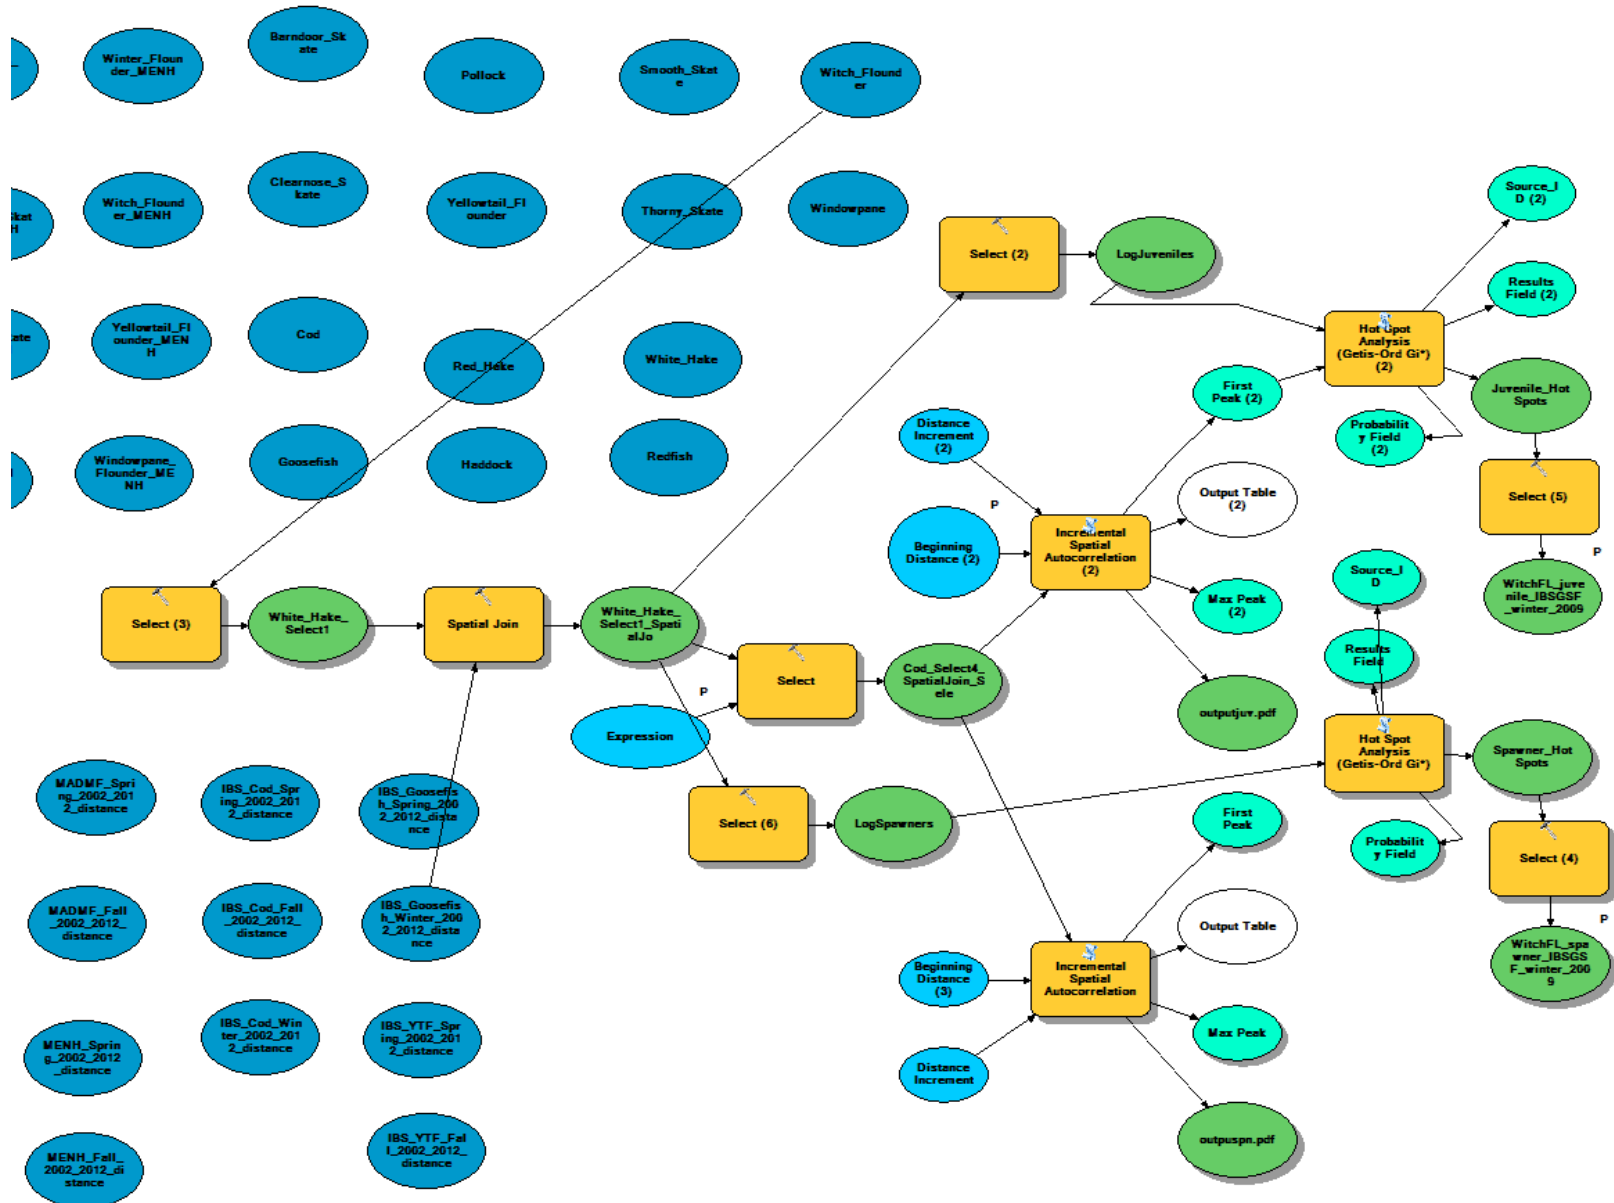 Winter_Floun
der_MENH
Barndoor_Sk
ate
Pollock
Smooth_Skat
e
Witch_Flound
er
Skat
H
Witch_Flound
er_MENH
Clearnose_S
kate
Yellowtail_Fl
ounder
Thorny_Skate
Windowpane
kate
Yellowtail_Fl
ounder_MEN
H
Cod
Red_Hake
White_Hake
Windowpane_
Flounder_ME
NH
Goosefish
Haddock
Redfish
Select (2)
LogJuveniles
Source_I
D (2)
Results
Field (2)
Hot Spot
Analysis
(Getis-Ord Gi*)
(2)
First
Peak (2)
Juvenile_Hot
Spots
Probabilit
y Field
(2)
Distance
Increment
(2)
P
Output Table
(2)
Select (5)
Beginning
Distance (2)
Incremental
Spatial
Autocorrelation
(2)
P
Source_I
D
WitchFL_juve
nile_IBSGSF
_winter_2009
Max Peak
(2)
Select (3)
White_Hake_
Select1
Spatial Join
White_Hake_
Select1_Spati
alJo
Results
Field
P
Select
Cod_Select4_
SpatialJoin_S
ele
outputjuv.pdf
Expression
Hot Spot
Analysis
(Getis-Ord Gi*)
Spawner_Hot
Spots
MADMF_Spri
ng_2002_201
2_distance
IBS_Cod_Spr
ing_2002_201
2_distance
IBS_Goosefis
h_Spring_200
2_2012_dista
nce
Select (6)
LogSpawners
First
Peak
Probabilit
y Field
Select (4)
P
MADMF_Fall
_2002_2012_
distance
IBS_Cod_Fall
_2002_2012_
distance
IBS_Goosefis
h_Winter_200
2_2012_dista
nce
Output Table
WitchFL_spa
wner_IBSGS
F_winter_200
9
Beginning
Distance
(3)
Incremental
Spatial
Autocorrelation
MENH_Sprin
g_2002_2012
_distance
IBS_Cod_Win
ter_2002_201
2_distance
IBS_YTF_Spr
ing_2002_201
2_distance
Max Peak
Distance
Increment
MENH_Fall_
2002_2012_di
stance
IBS_YTF_Fal
l_2002_2012_
distance
outpuspn.pdf